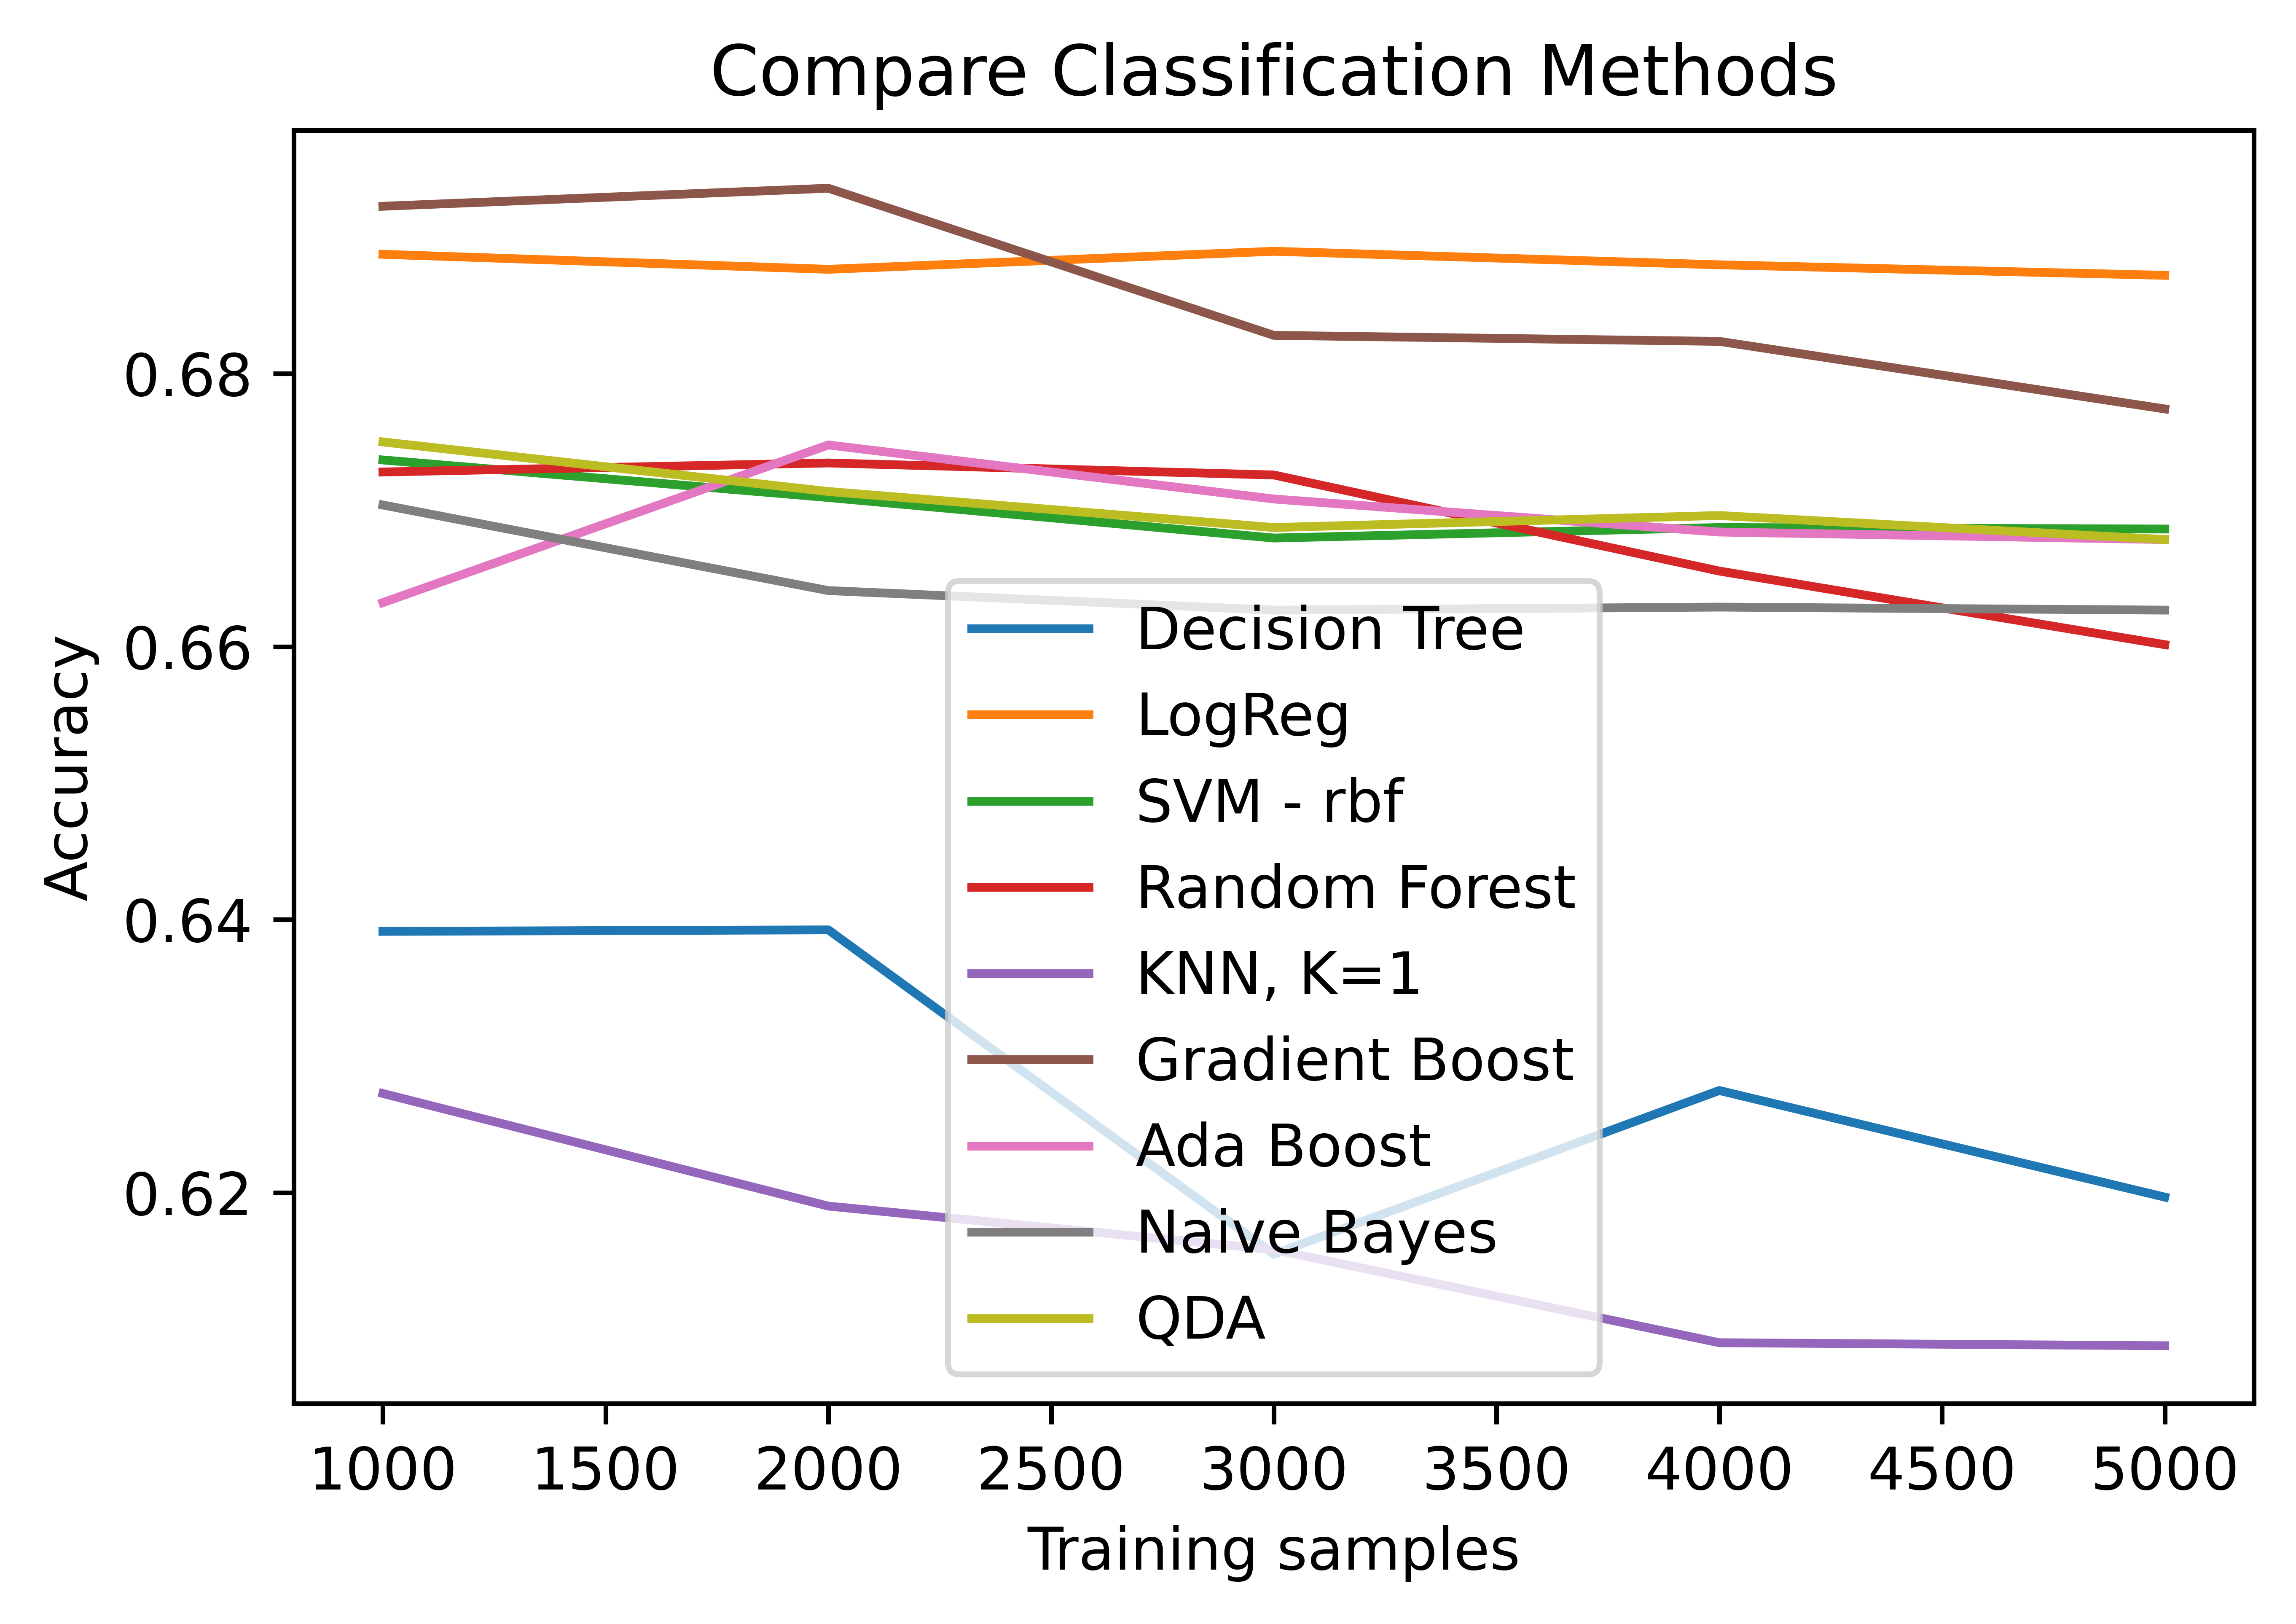 Compare Classification Methods
Accuracy
0.68
0.66
0.64
0.62
Decision Tree
LogReg
SVM - rbf
Random Forest
KNN, K=1
Gradient Boost
Ada Boost
Naive Bayes
QDA
1000 1500 2000 2500 3000 3500 4000 4500 5000
Training samples